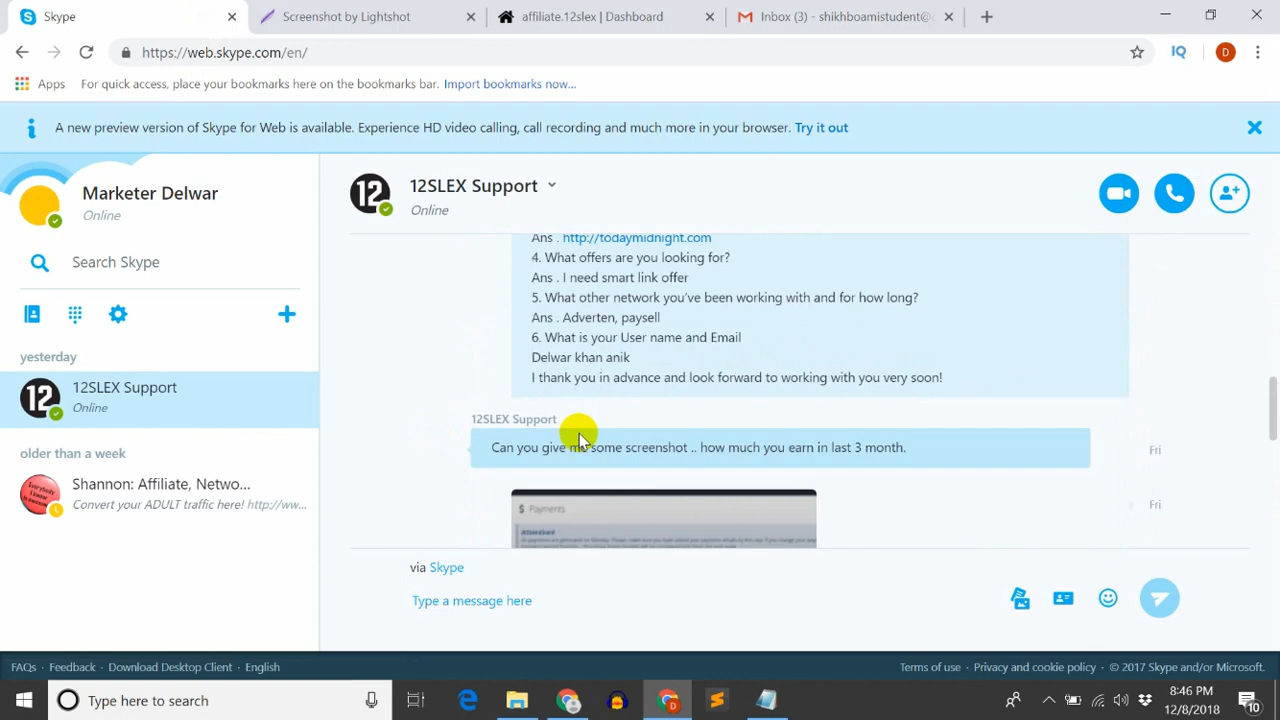 Skype
Screenshot by Lightshot
affiliate.12slex | Dashboard
Inbox (3) - shikhboamistudent@
https://web.skype.com/en/
IQ
D
Apps
For quick access, place your bookmarks here on the bookmarks bar. Import bookmarks now...
A new preview version of Skype for Web is available. Experience HD video calling, call recording and much more in your browser. Try it out
Marketer Delwar
Online
Search Skype
yesterday
12
12SLEX Support
Online
older than a week
Shannon: Affiliate, Netwo...
Convert your ADULT traffic here! http://ww...
12
12SLEX Support
Online
Ans . http://todaymidnight.com
4. What offers are you looking for?
Ans . I need smart link offer
5. What other network you've been working with and for how long?
Ans . Adverten, paysell
6. What is your User name and Email
Delwar khan anik
I thank you in advance and look forward to working with you very soon!
12SLEX Support
Can you give me some screenshot .. how much you earn in last 3 month.
Fri
$ Payments
Attention!
Fri
via Skype
Type a message here
FAQs | Feedback | Download Desktop Client | English
Terms of use | Privacy and cookie policy | © 2017 Skype and/or Microsoft.
Type here to search
D
8:46 PM
12/8/2018
10